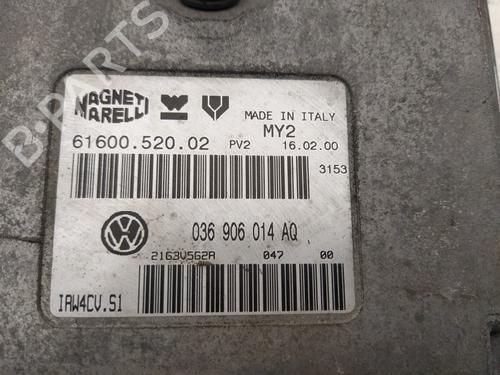 MAGNETI
MARELLI
MADE IN ITALY
MY2
61600.520.02 PV2 16.02.00
3153
036 906 014 AQ
2163V5G2A 047 00
IAW4CV.S1
B-PARTS